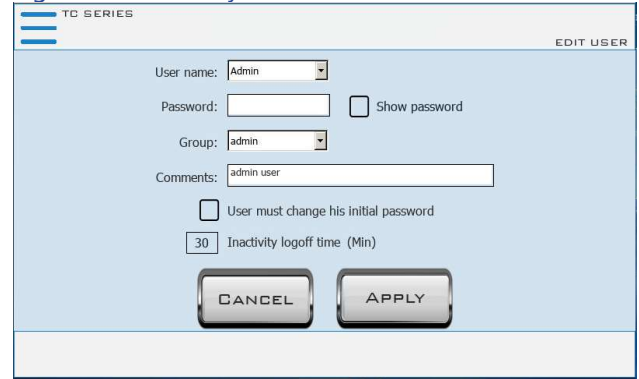 TC SERIES
EDIT USER
User name: Admin
Password: Show password
Group: admin
Comments: admin user
User must change his initial password
30 Inactivity logoff time (Min)
CANCEL APPLY